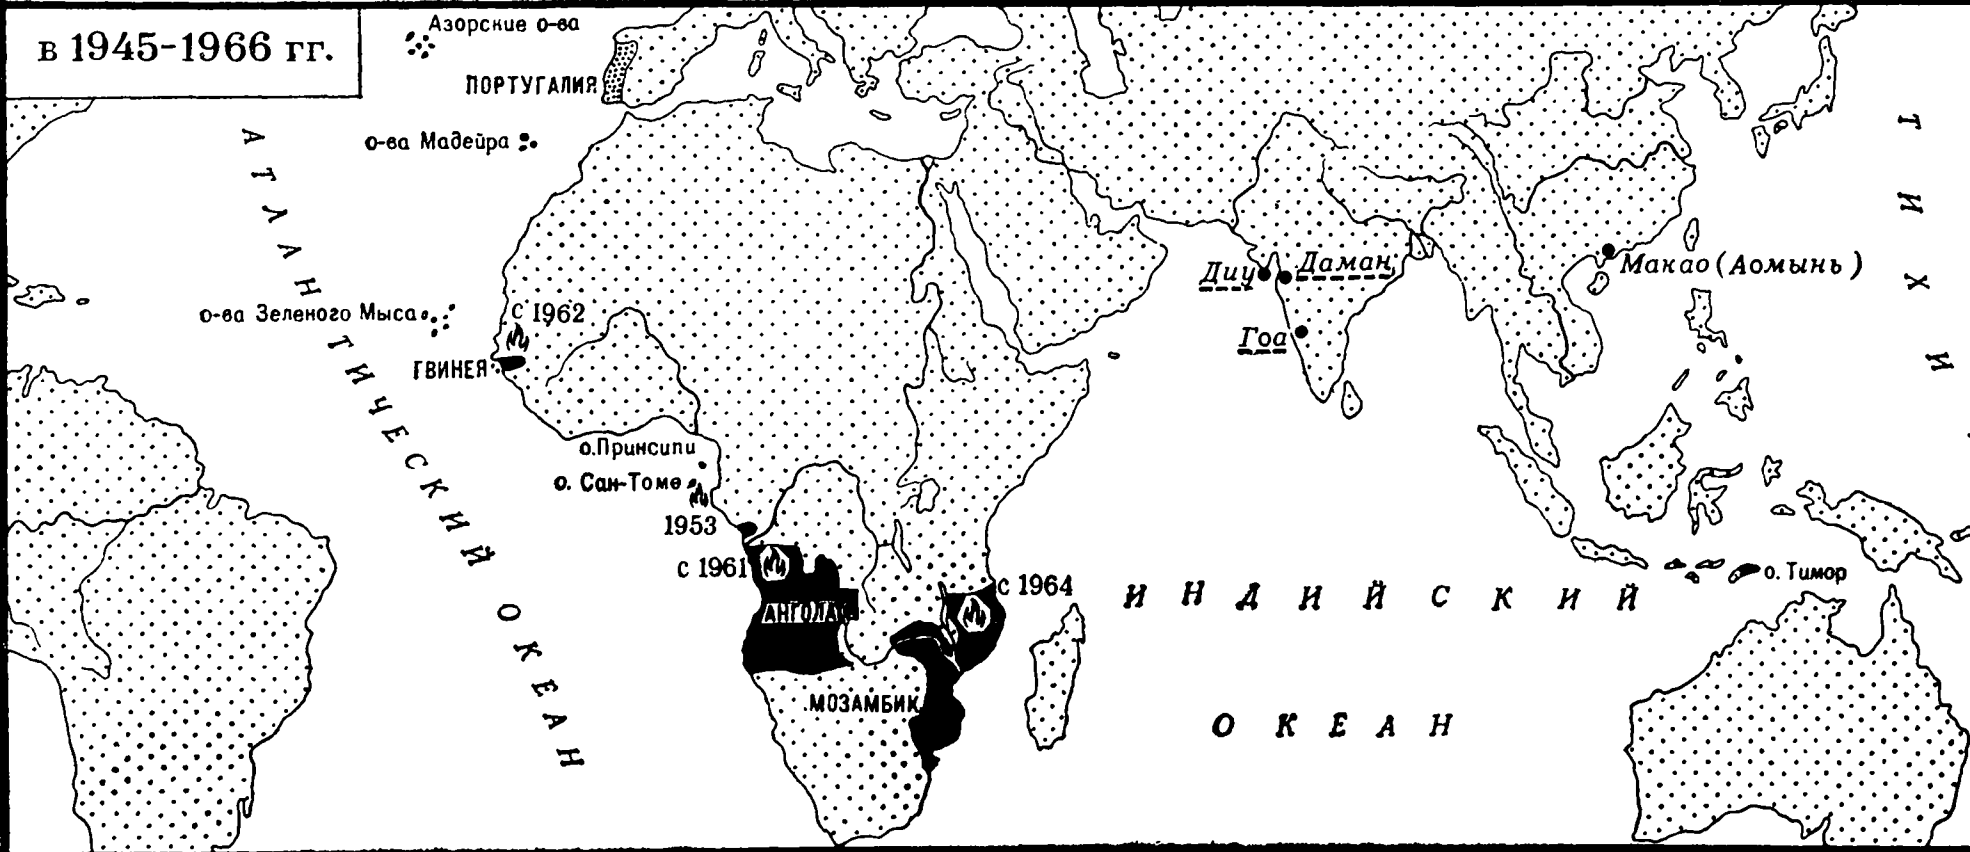 в 1945-1966 гг.
Азорские о-ва
ПОРТУГАЛИЯ
о-ва Мадейра
АТЛАНТИЧЕСКИЙ ОКЕАН
о-ва Зеленого Мыса
с 1962
ГВИНЕЯ
о.Принсипи
о. Сан-Томе
1953
с 1961
АНГОЛА
с 1964
МОЗАМБИК
Диу
Даман
Гоа
Макао (Аомынь)
ТИХИ
о. Тимор
ИНДИЙСКИЙ
ОКЕАН